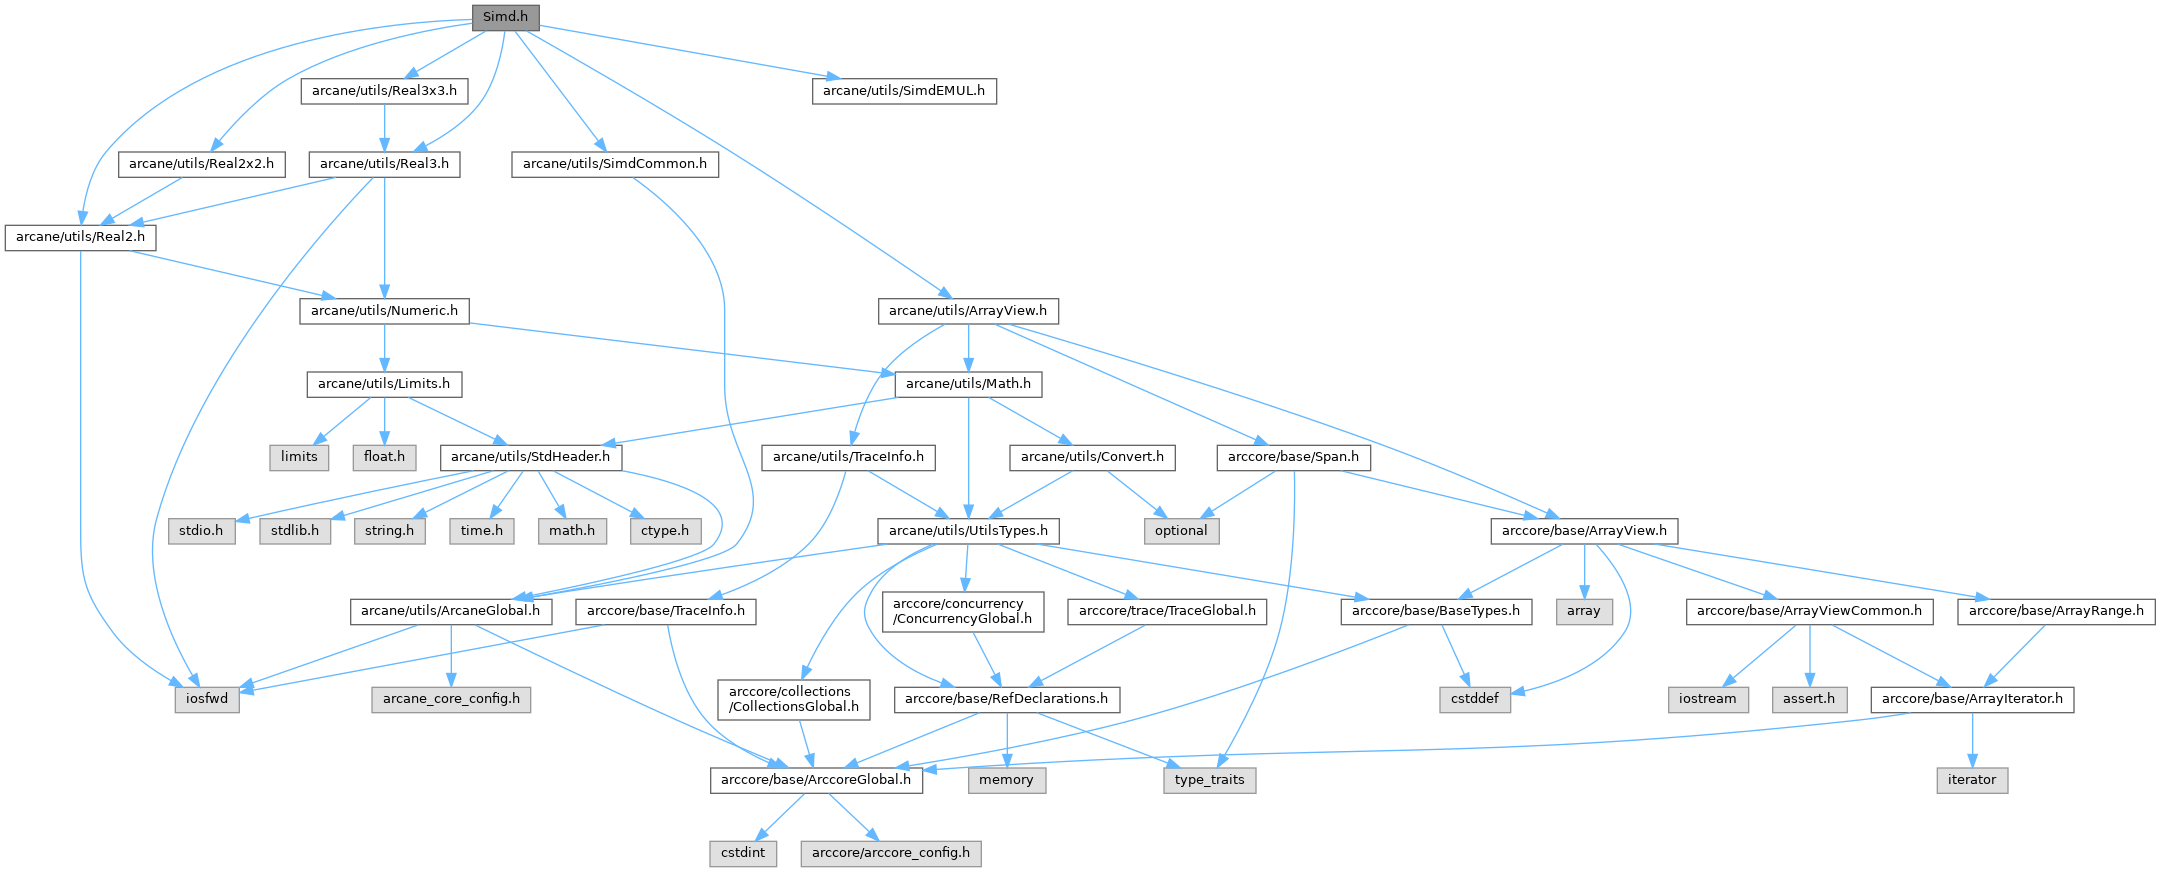 Simd.h
arcane/utils/Real3x3.h
arcane/utils/SimdEMUL.h
arcane/utils/Real2x2.h
arcane/utils/Real3.h
arcane/utils/SimdCommon.h
arcane/utils/Real2.h
arcane/utils/Numeric.h
arcane/utils/ArrayView.h
arcane/utils/Limits.h
arcane/utils/Math.h
limits
float.h
arcane/utils/StdHeader.h
arcane/utils/TraceInfo.h
arcane/utils/Convert.h
arccore/base/Span.h
stdio.h
stdlib.h
string.h
time.h
math.h
ctype.h
arcane/utils/UtilsTypes.h
optional
arccore/base/ArrayView.h
arcane/utils/ArcaneGlobal.h
arccore/base/TraceInfo.h
arccore/concurrency
/ConcurrencyGlobal.h
arccore/trace/TraceGlobal.h
arccore/base/BaseTypes.h
array
arccore/base/ArrayViewCommon.h
arccore/base/ArrayRange.h
iosfwd
arcane_core_config.h
arccore/collections
/CollectionsGlobal.h
arccore/base/RefDeclarations.h
cstddef
iostream
assert.h
arccore/base/ArrayIterator.h
arccore/base/ArccoreGlobal.h
memory
type_traits
iterator
cstdint
arccore/arccore_config.h